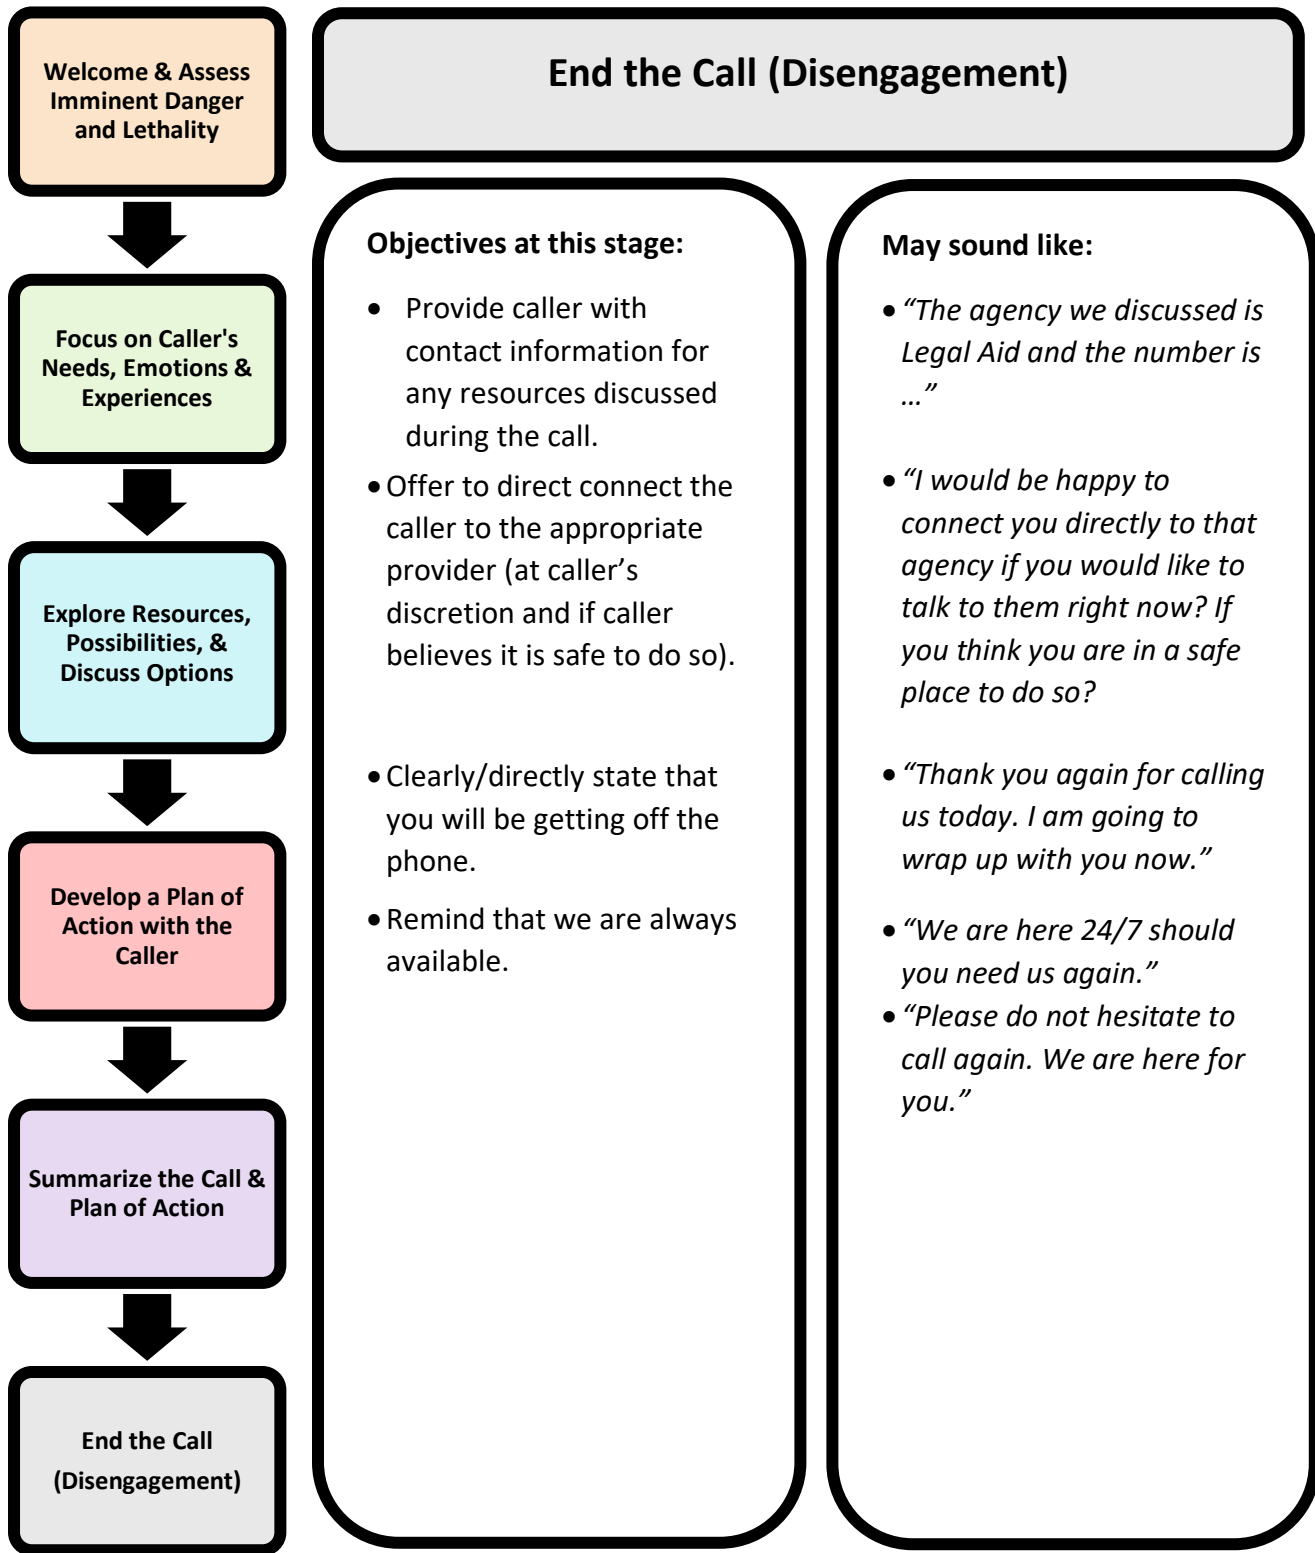 Welcome & Assess
Imminent Danger
and Lethality
Focus on Caller's
Needs, Emotions &
Experiences
Explore Resources,
Possibilities, &
Discuss Options
Develop a Plan of
Action with the
Caller
Summarize the Call &
Plan of Action
End the Call
(Disengagement)
End the Call (Disengagement)
Objectives at this stage:
• Provide caller with
contact information for
any resources discussed
during the call.
• Offer to direct connect the
caller to the appropriate
provider (at caller’s
discretion and if caller
believes it is safe to do so).
• Clearly/directly state that
you will be getting off the
phone.
• Remind that we are always
available.
May sound like:
• “The agency we discussed is
Legal Aid and the number is
…”
• “I would be happy to
connect you directly to that
agency if you would like to
talk to them right now? If
you think you are in a safe
place to do so?
• “Thank you again for calling
us today. I am going to
wrap up with you now.”
• “We are here 24/7 should
you need us again.”
• “Please do not hesitate to
call again. We are here for
you.”